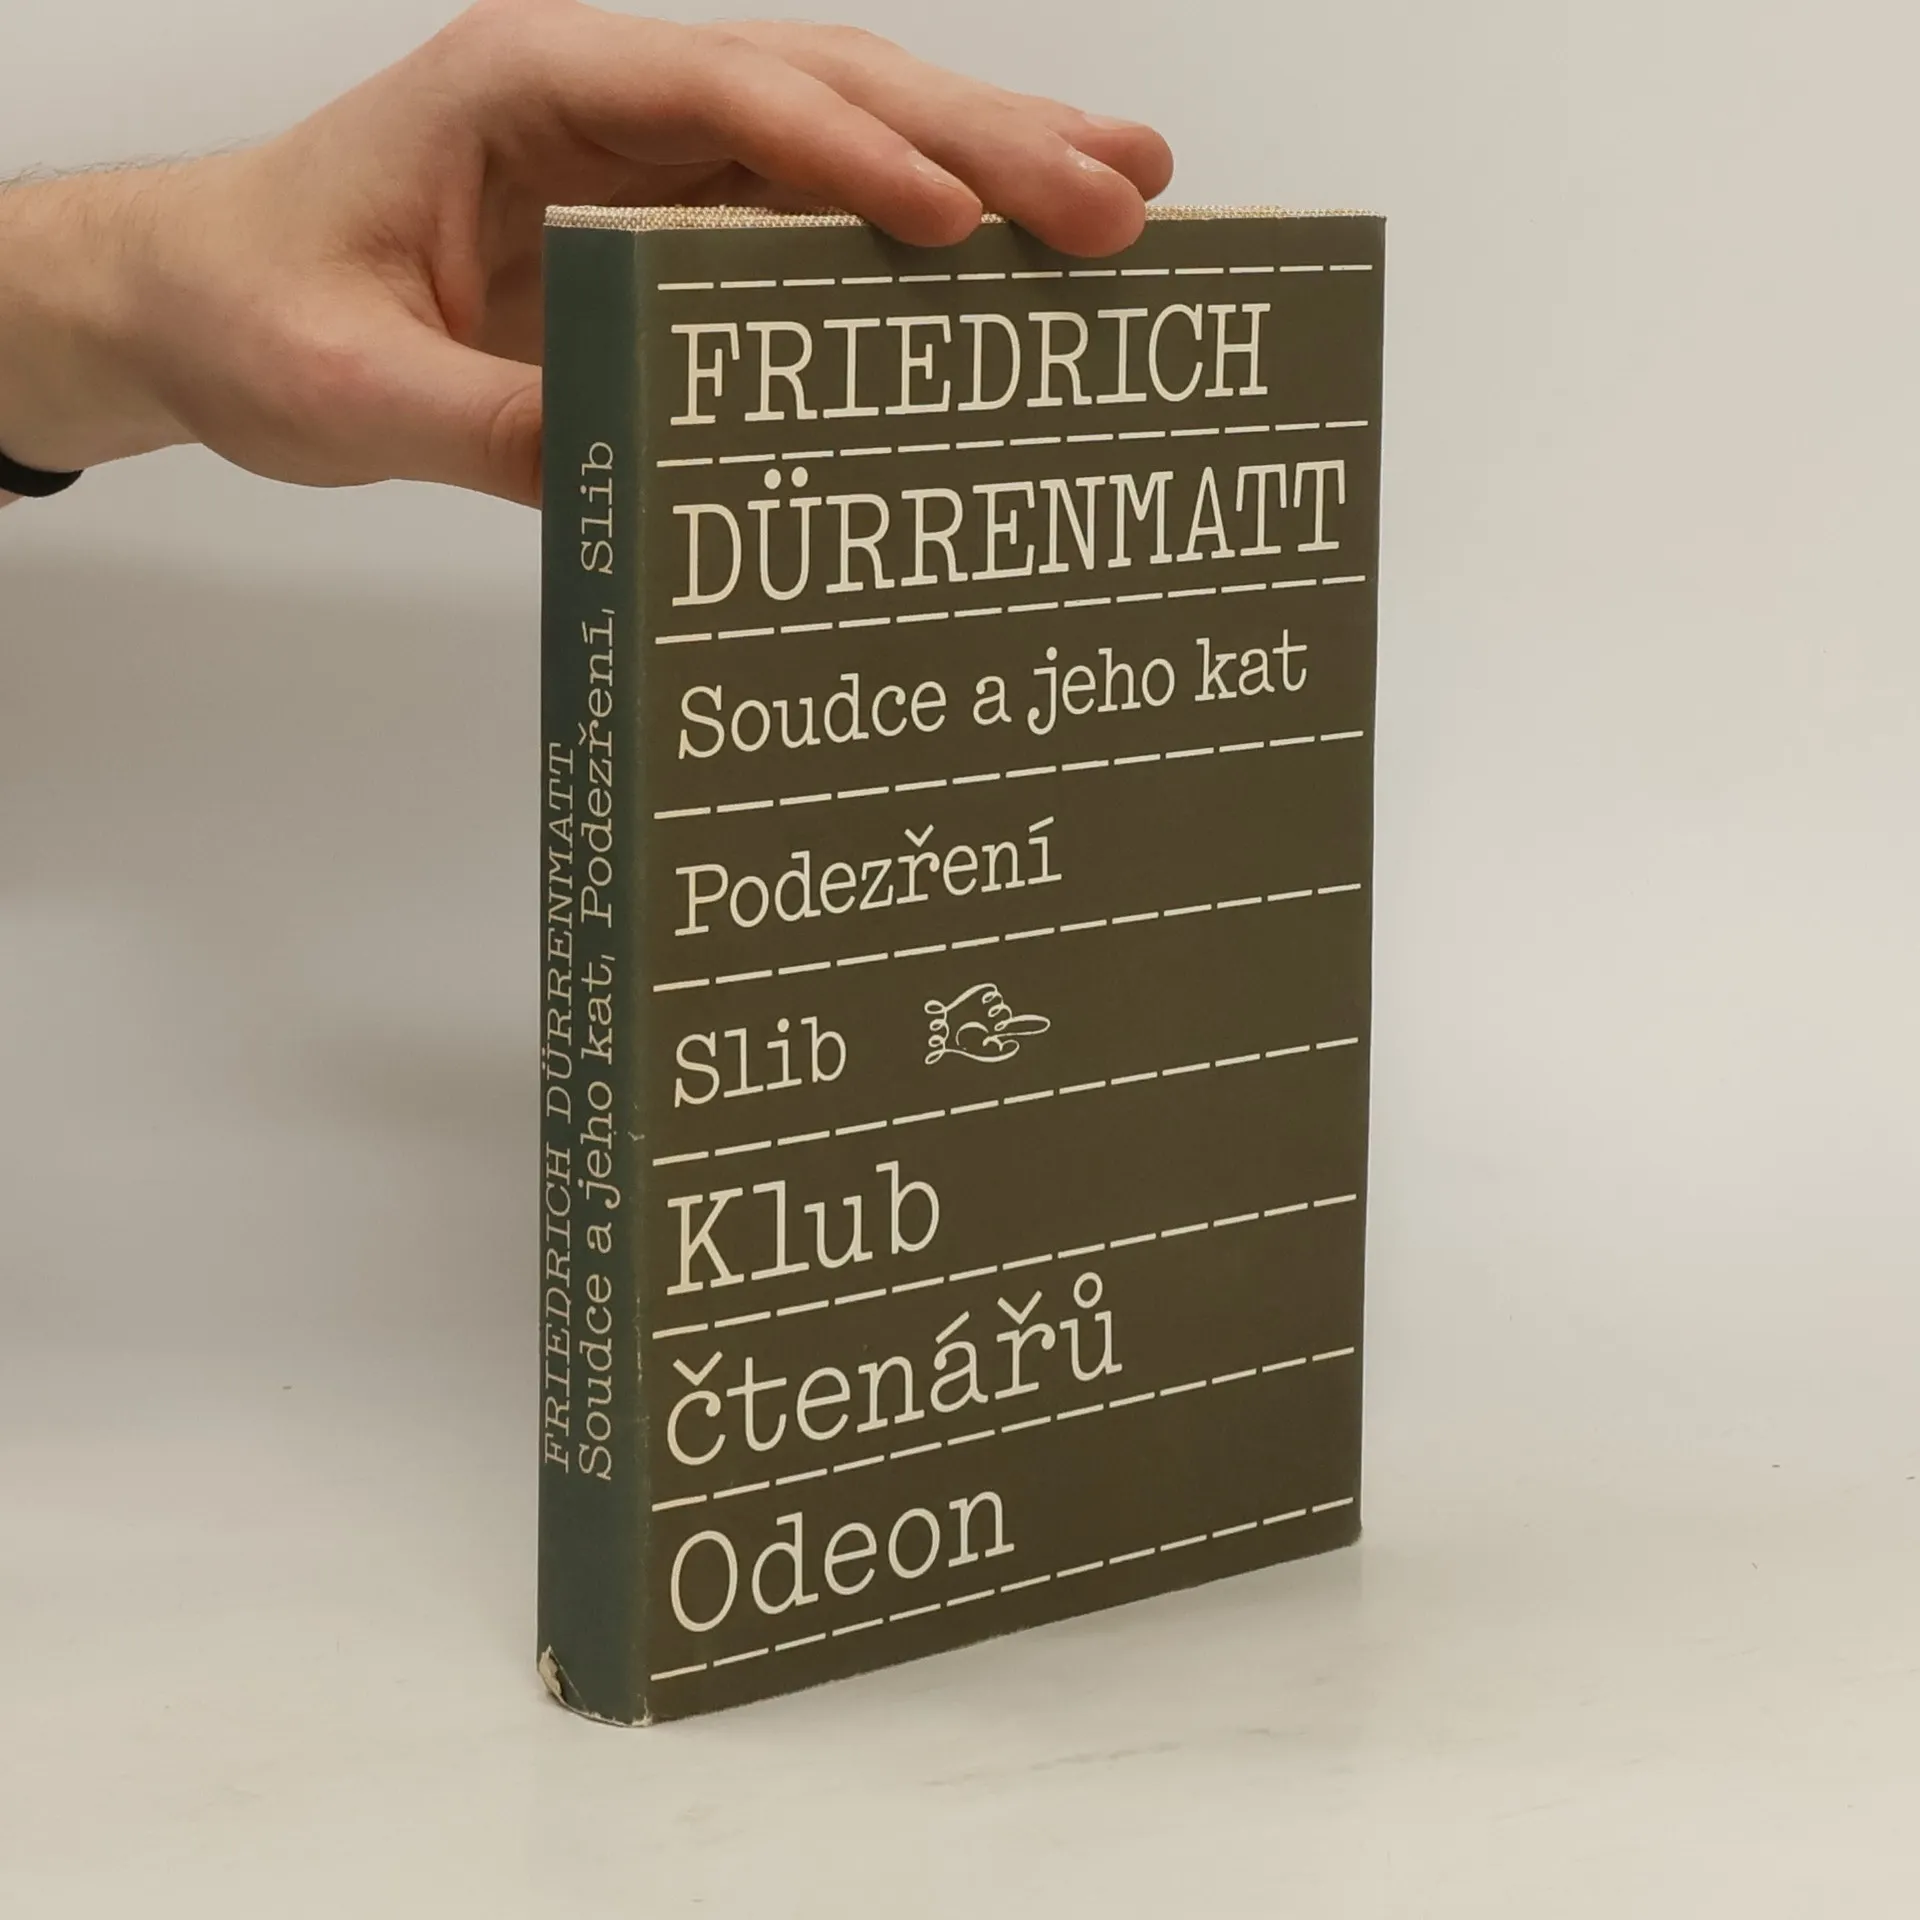 FRIEDRICH
DÜRRENMATT
Soudce a jeho kat
Podezření
Slib
Klub
čtenářů
Odeon
FRIEDRICH DÜRRENMATT
Soudce a jeho kat, Podezření, Slib